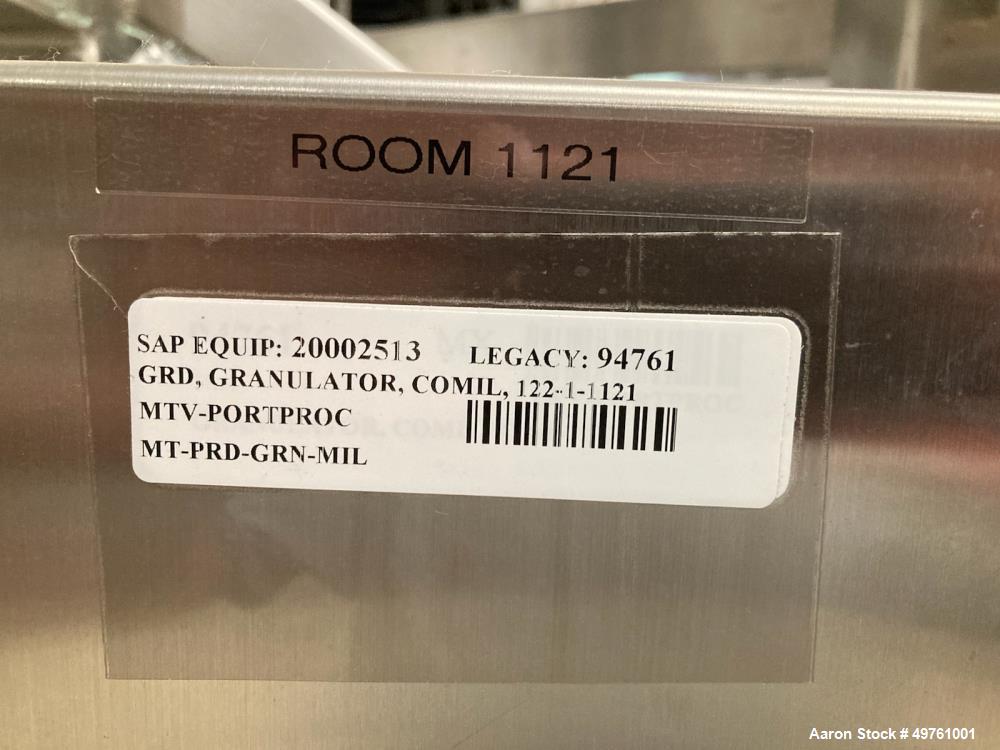 ROOM 1121
SAP EQUIP: 20002513 LEGACY: 94761
GRD, GRANULATOR, COMIL, 122-1-1121
MTV-PORTPROC
MT-PRD-GRN-MIL
Aaron Stock # 49761001